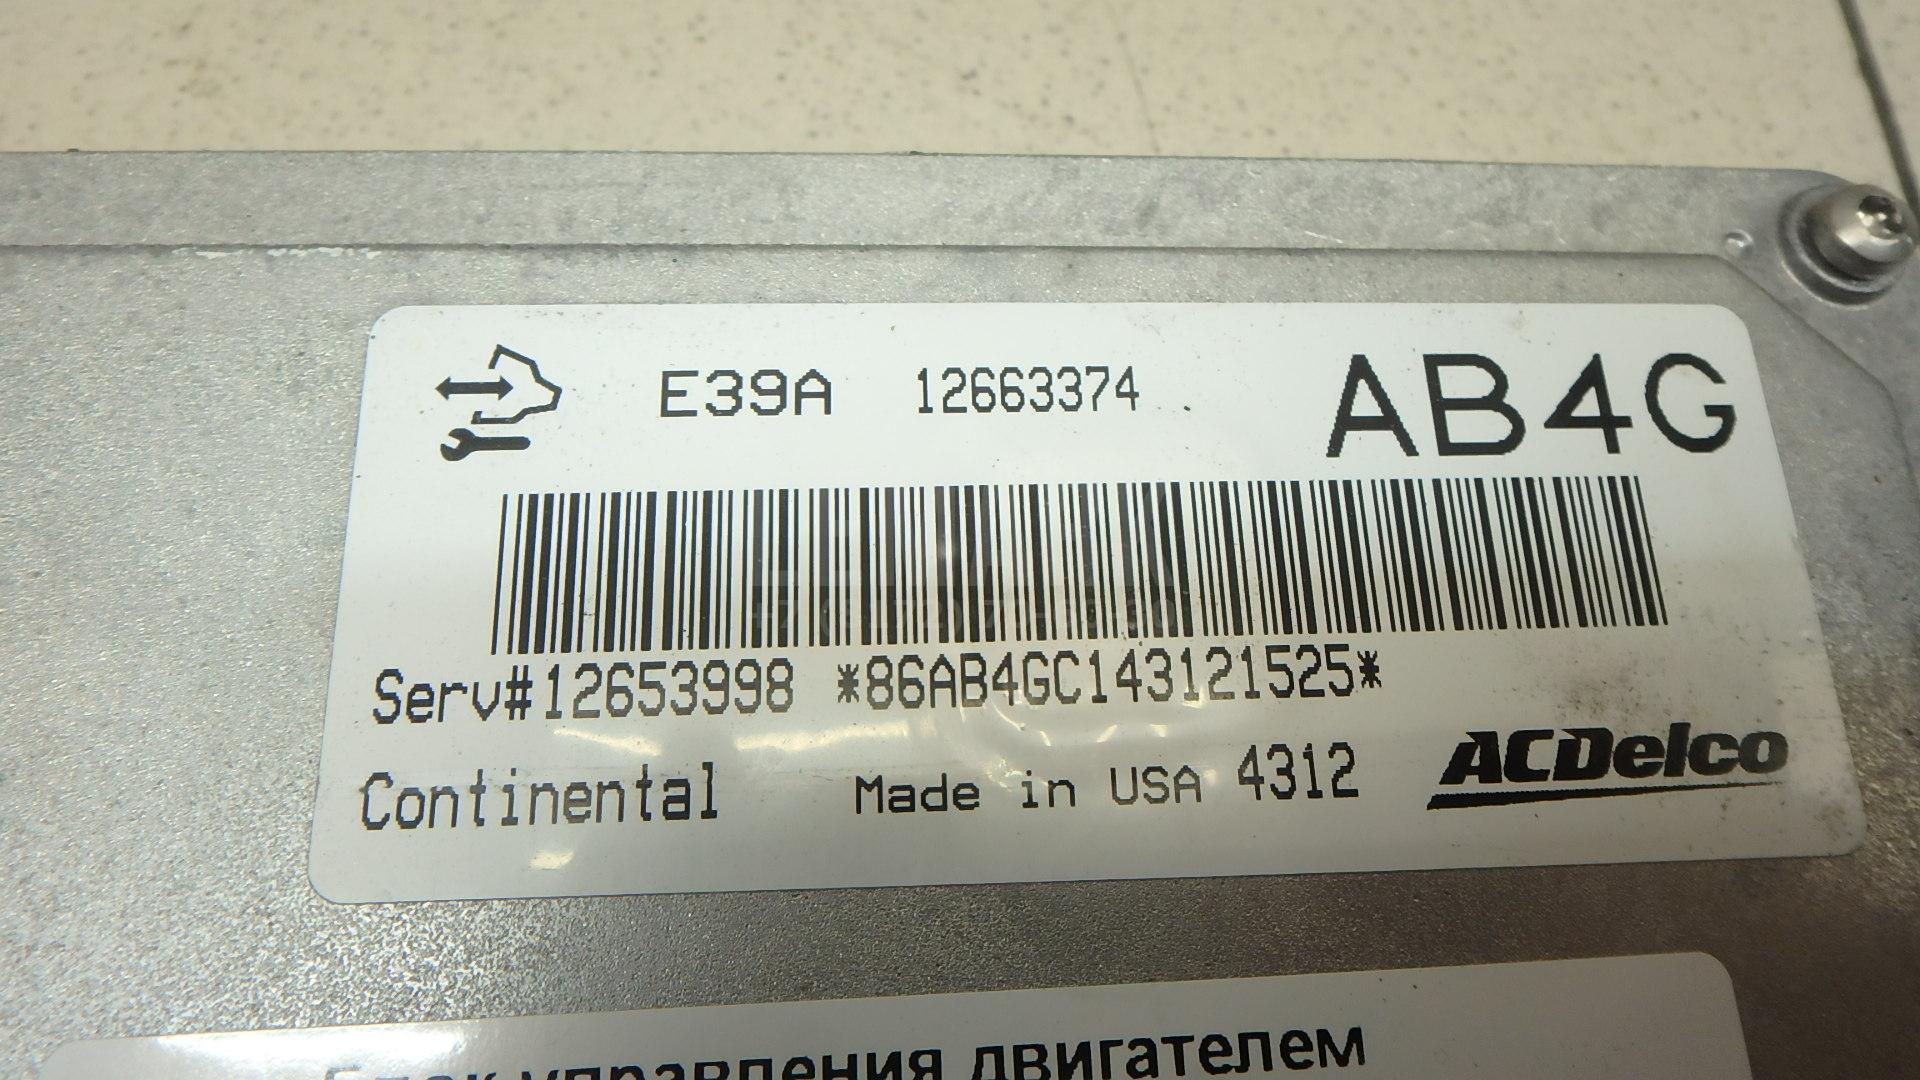 E39A 12663374 AB4G
Serv#12653998 *86AB4GC143121525*
Continental Made in USA 4312 ACDelco
Блок управления двигателем